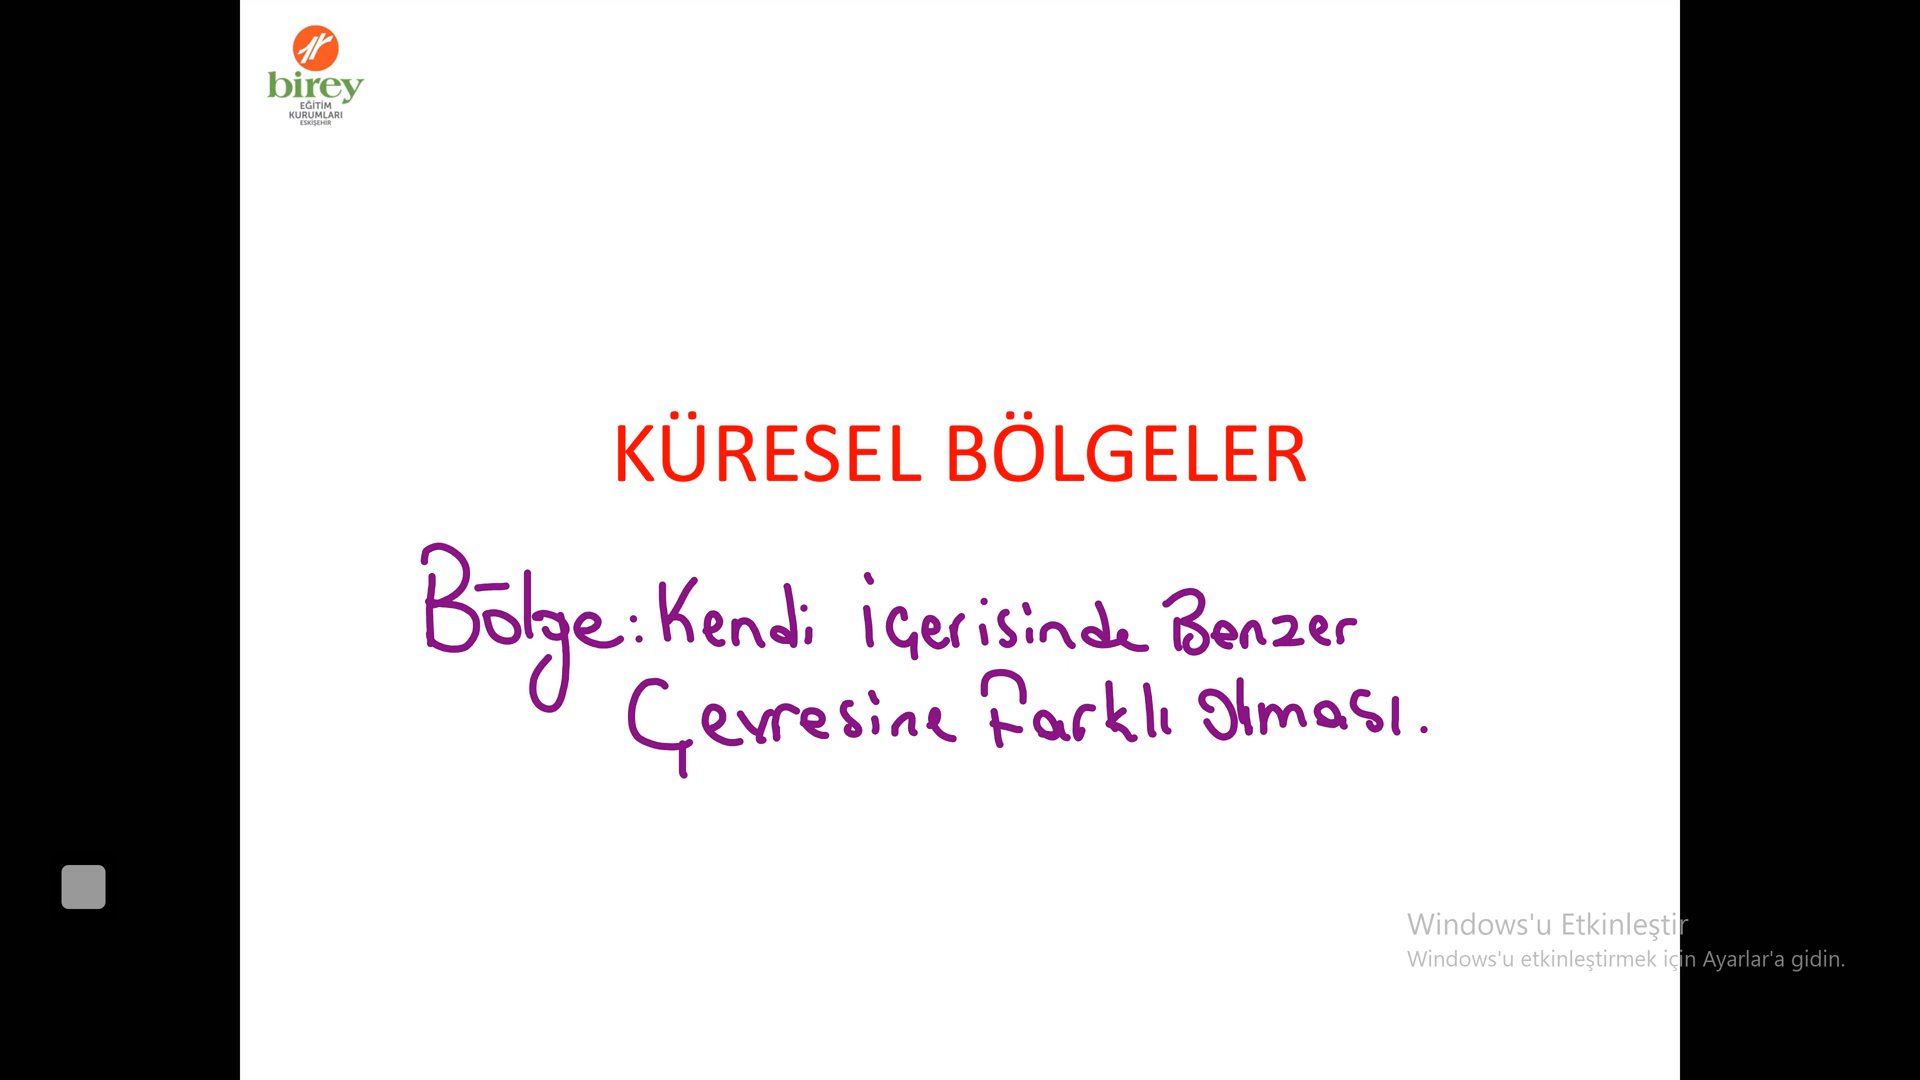 birey
EĞİTİM
KURUMLARI
ESKİŞEHİR
KÜRESEL BÖLGELER
Bölge: Kendi İçerisinde Benzer
Çevresine Farklı Olması.
Windows'u Etkinleştir
Windows'u etkinleştirmek için Ayarlar'a gidin.